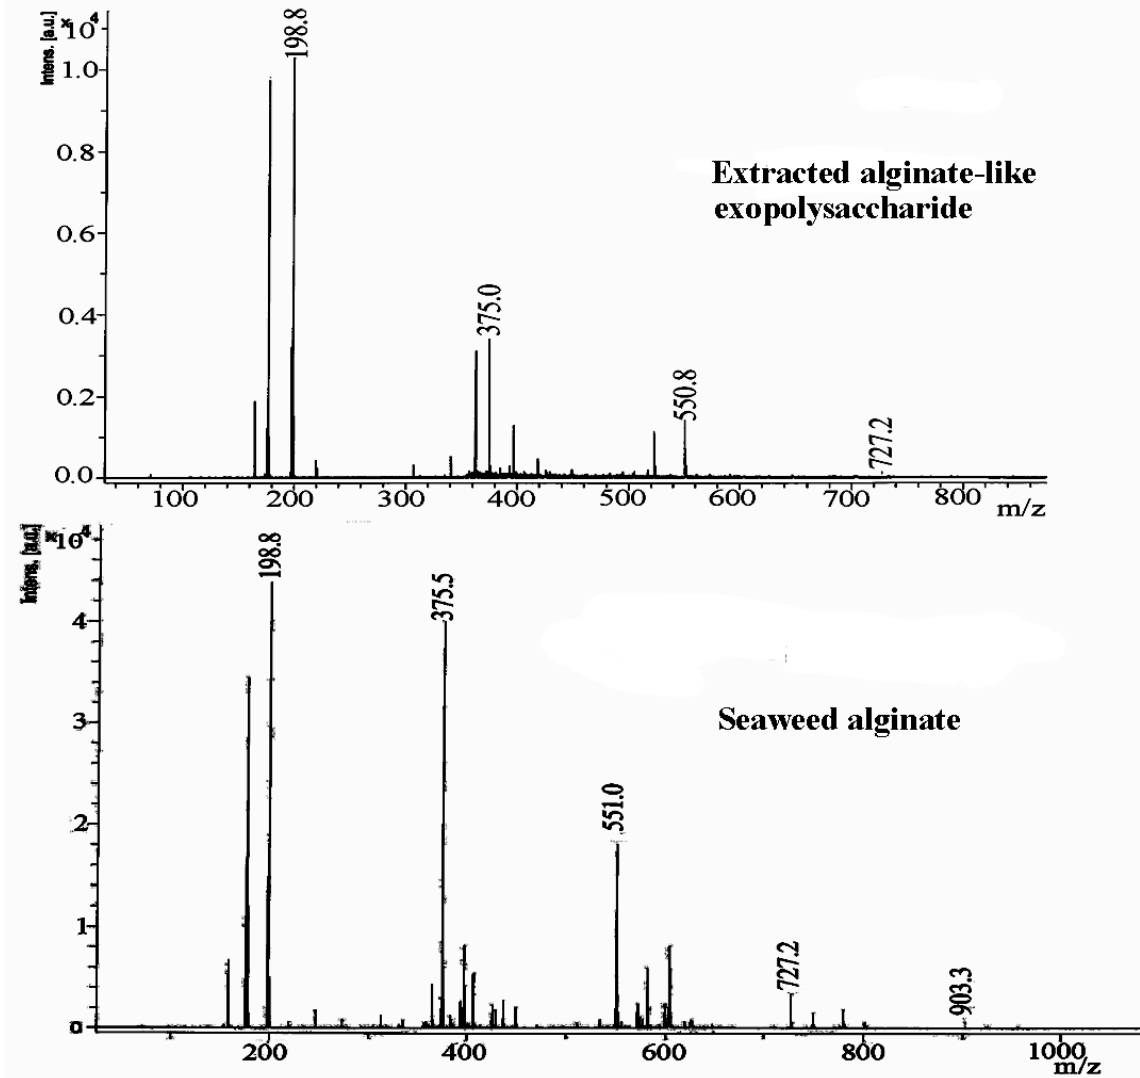 Intens. [a.u.]
x10⁴
1.0
0.8
0.6
0.4
0.2
0.0
198.8
375.0
550.8
727.2
Extracted alginate-like
exopolysaccharide
100 200 300 400 500 600 700 800
m/z
Intens. [a.u.]
x10⁴
4
3
2
1
0
198.8
375.5
551.0
727.2
903.3
Seaweed alginate
200 400 600 800 1000
m/z